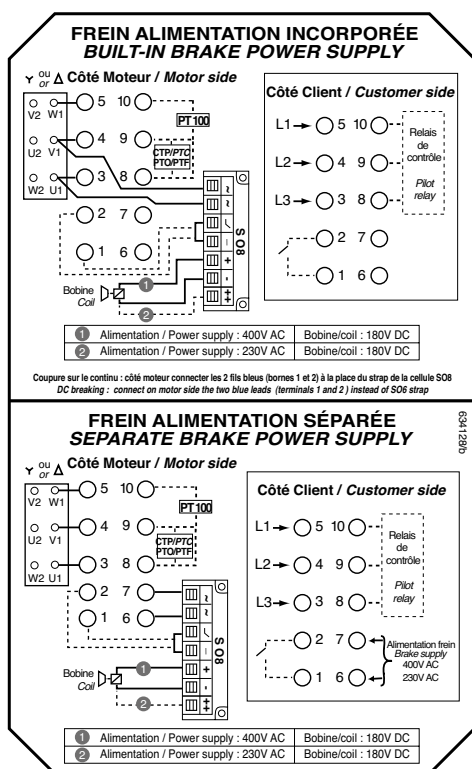 FREIN ALIMENTATION INCORPORÉE
BUILT-IN BRAKE POWER SUPPLY
Y ou or Δ Côté Moteur / Motor side
V2 W1
U2 V1
W2 U1
5 10
4 9
3 8
2 7
1 6
PT100
CTP/PTC
PTO/PTF
~
~
+
-
++
SO8
Bobine
Coil
1
2
Côté Client / Customer side
L1 5 10
L2 4 9
L3 3 8
2 7
1 6
Relais
de
contrôle
Pilot
relay
1 Alimentation / Power supply : 400V AC Bobine/coil : 180V DC
2 Alimentation / Power supply : 230V AC Bobine/coil : 180V DC
Coupure sur le continu : côté moteur connecter les 2 fils bleus (bornes 1 et 2) à la place du strap de la cellule SO8
DC breaking : connect on motor side the two blue leads (terminals 1 and 2 ) instead of SO6 strap
634128/b
FREIN ALIMENTATION SÉPARÉE
SEPARATE BRAKE POWER SUPPLY
Y ou or Δ Côté Moteur / Motor side
V2 W1
U2 V1
W2 U1
5 10
4 9
3 8
2 7
1 6
PT100
CTP/PTC
PTO/PTF
~
~
+
-
++
SO8
Bobine
Coil
1
2
Côté Client / Customer side
L1 5 10
L2 4 9
L3 3 8
2 7
1 6
Relais
de
contrôle
Pilot
relay
Alimentation frein
Brake supply
400V AC
230V AC
1 Alimentation / Power supply : 400V AC Bobine/coil : 180V DC
2 Alimentation / Power supply : 230V AC Bobine/coil : 180V DC